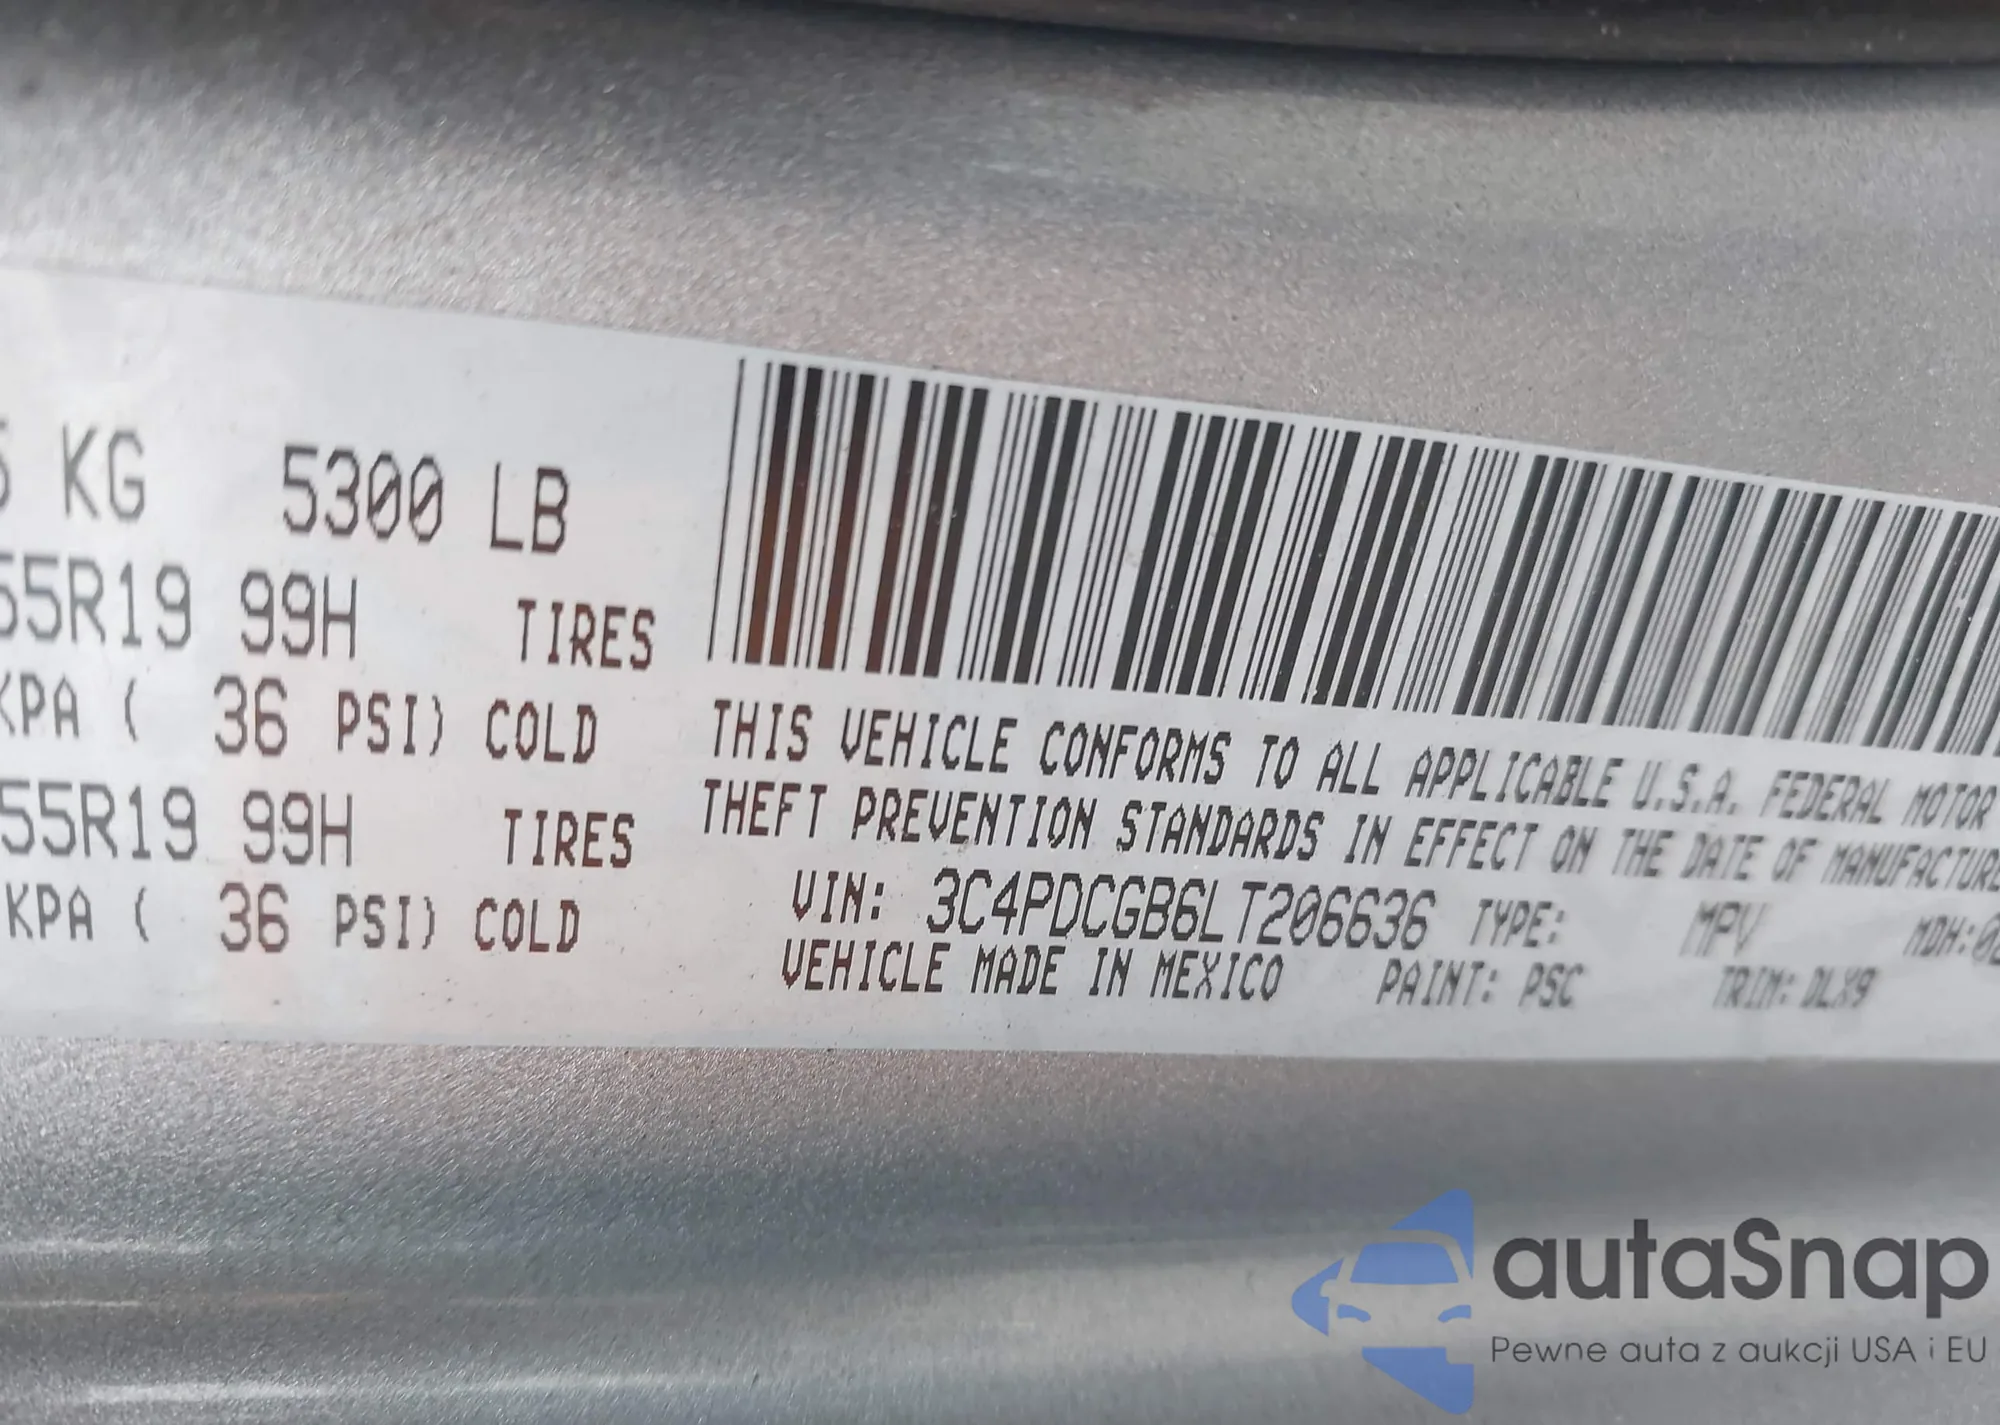 KG 5300 LB
55R19 99H TIRES
KPA ( 36 PSI) COLD
55R19 99H TIRES
KPA ( 36 PSI) COLD
THIS VEHICLE CONFORMS TO ALL APPLICABLE U.S.A. FEDERAL MOTOR
THEFT PREVENTION STANDARDS IN EFFECT ON THE DATE OF MANUFACTURE
VIN: 3C4PDCGB6LT206636 TYPE: MPV MDH:02
VEHICLE MADE IN MEXICO PAINT: PSC TRIM: DLX9
autaSnap
Pewne auta z aukcji USA i EU